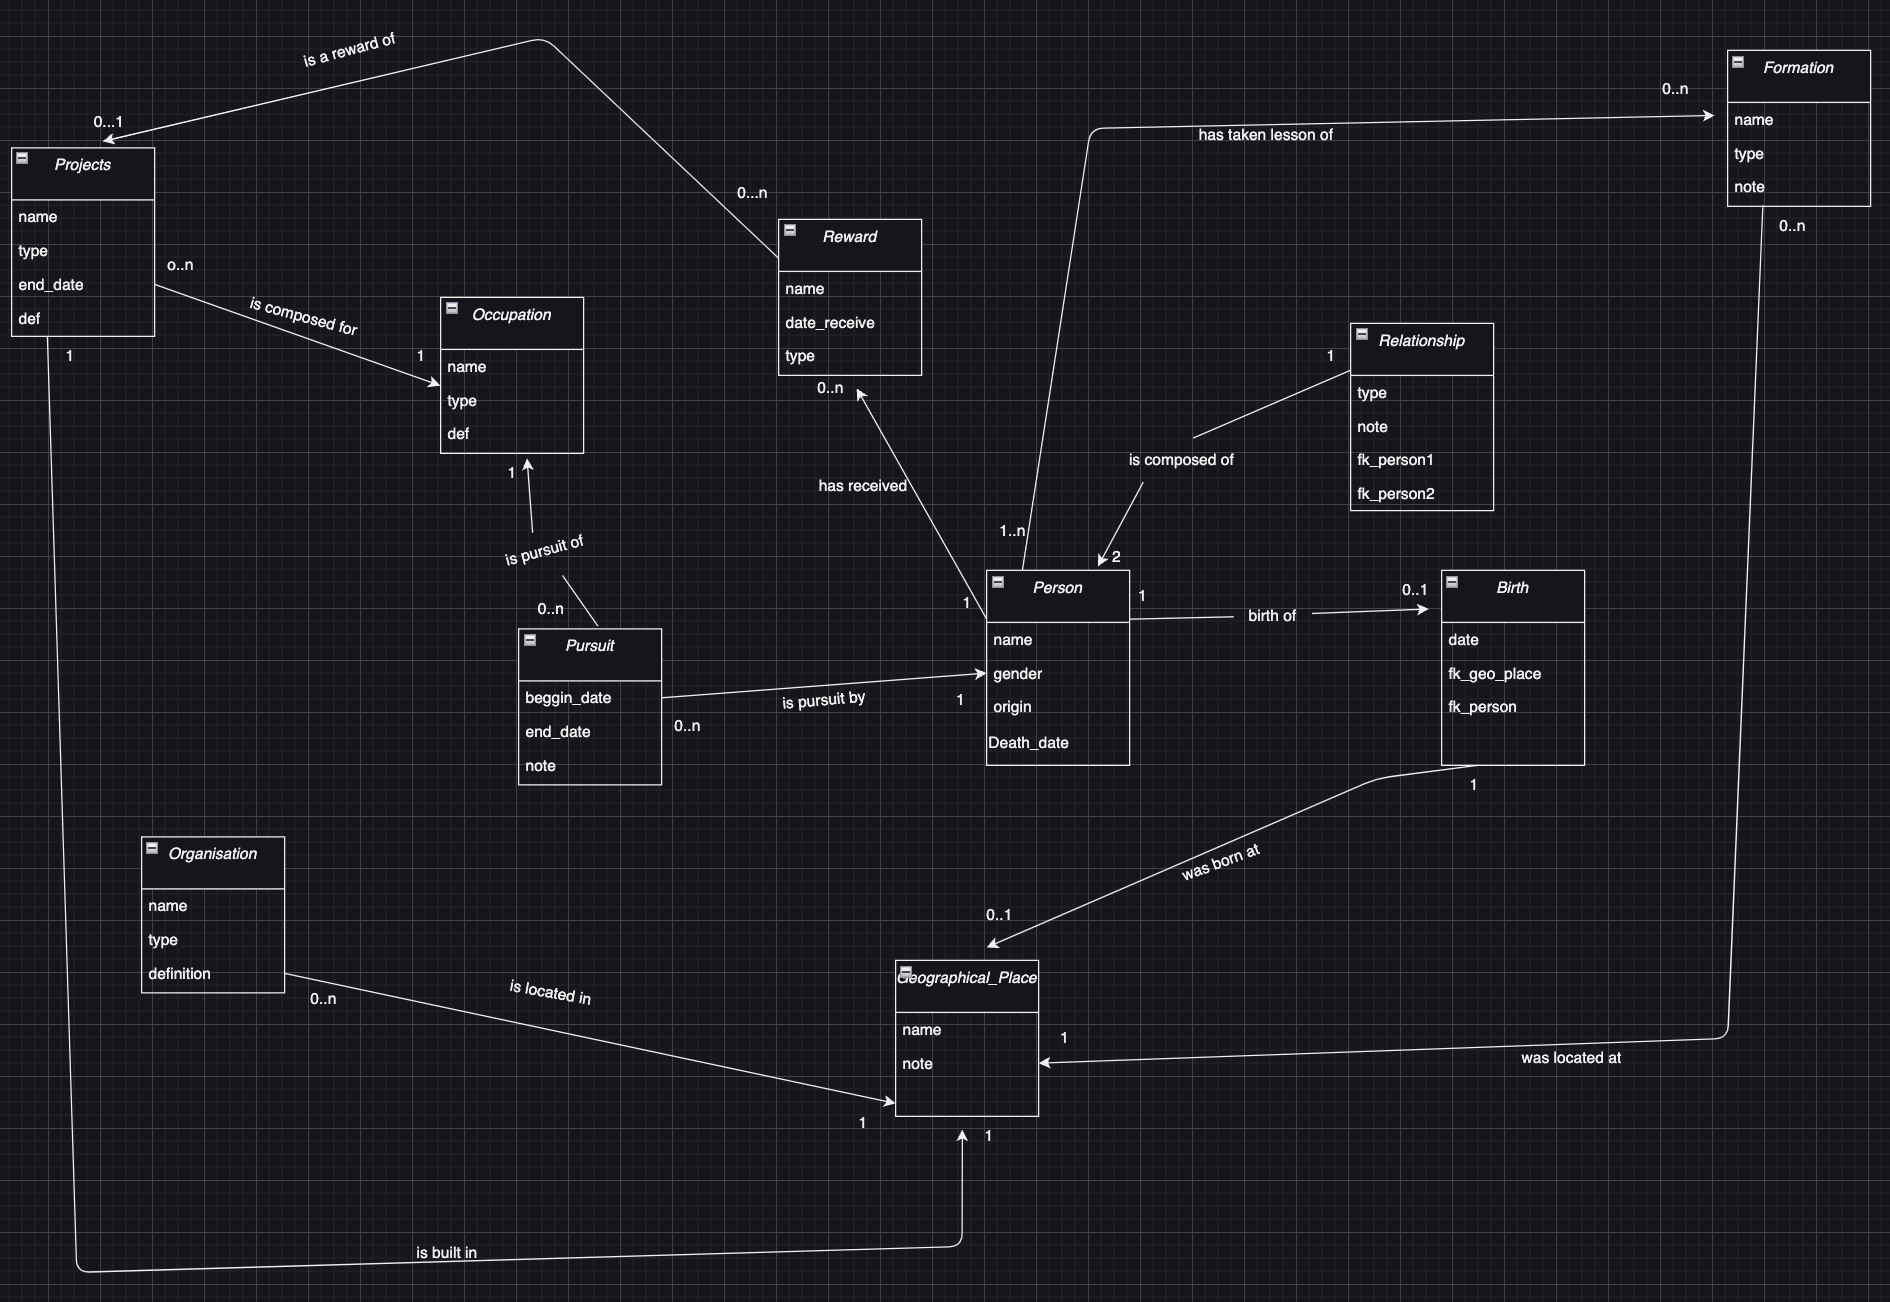 is a reward of
0...1
Projects
name
type
end_date
def
o..n
1
is composed for
1
Occupation
name
type
def
1
0...n
Reward
name
date_receive
type
0..n
has received
has taken lesson of
0..n
Formation
name
type
note
0..n
1
Relationship
type
note
fk_person1
fk_person2
is composed of
1..n
2
is pursuit of
0..n
Pursuit
beggin_date
end_date
note
0..n
is pursuit by
1
1
Person
name
gender
origin
Death_date
1
birth of
0..1
Birth
date
fk_geo_place
fk_person
1
was born at
0..1
Organisation
name
type
definition
0..n
is located in
1
Geographical_Place
name
note
1
was located at
1
is built in